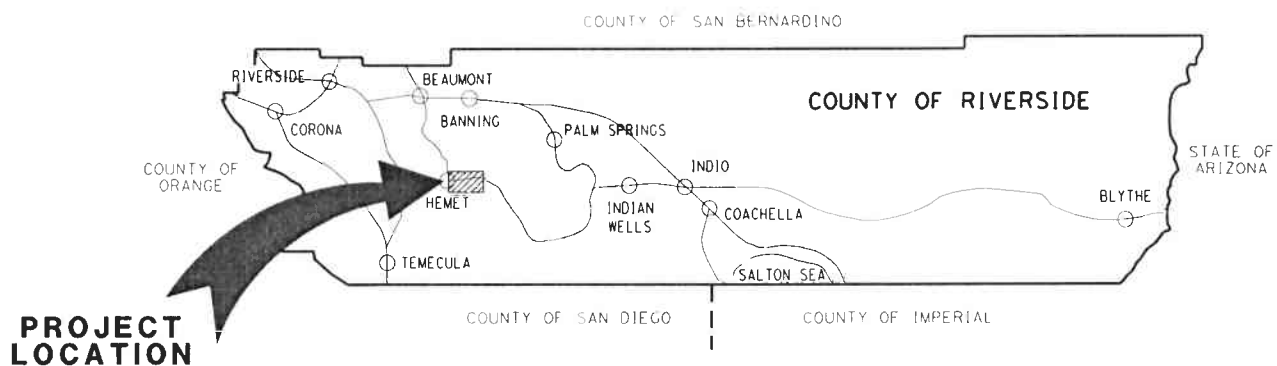 COUNTY OF SAN BERNARDINO
RIVERSIDE
BEAUMONT
COUNTY OF RIVERSIDE
CORONA
BANNING
PALM SPRINGS
COUNTY OF
ORANGE
STATE OF
ARIZONA
INDIO
HEMET
INDIAN
WELLS
COACHELLA
BLYTHE
TEMECULA
SALTON SEA
PROJECT
LOCATION
COUNTY OF SAN DIEGO
COUNTY OF IMPERIAL